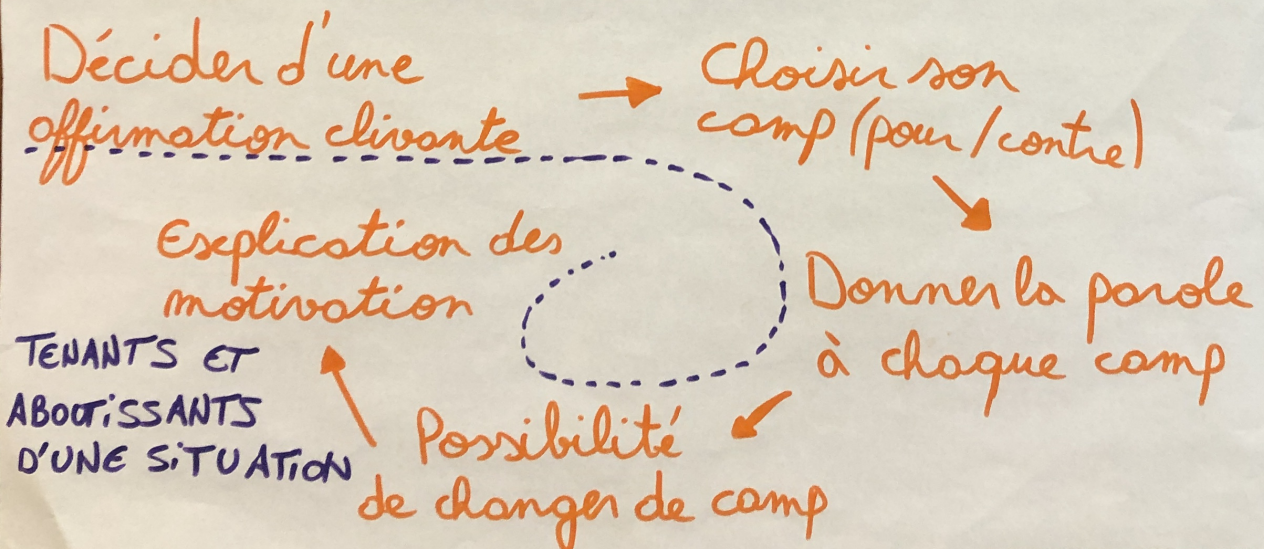 Décider d'une
affirmation clivante
Choisir son
camp (pour/contre)
Donner la parole
à chaque camp
Possibilité
de changer de camp
Explication des
motivation
TENANTS ET
ABOUTISSANTS
D'UNE SITUATION